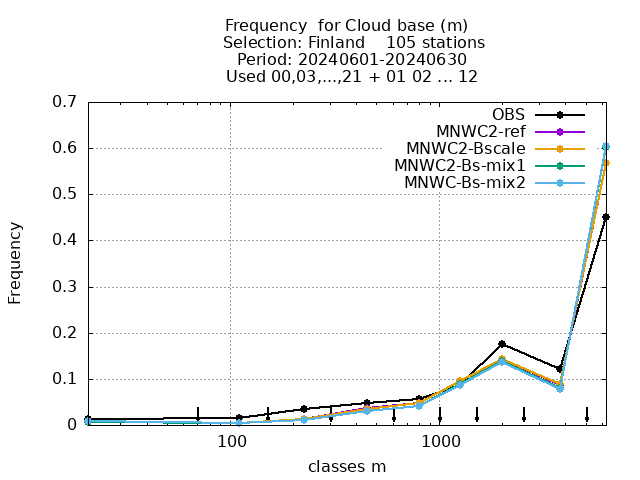 Frequency  for Cloud base (m)
Selection: Finland    105 stations
Period: 20240601-20240630
Used 00,03,...,21 + 01 02 ... 12
OBS
MNWC2-ref
MNWC2-Bscale
MNWC2-Bs-mix1
MNWC-Bs-mix2
Frequency
0.7
0.6
0.5
0.4
0.3
0.2
0.1
0
100
1000
classes m